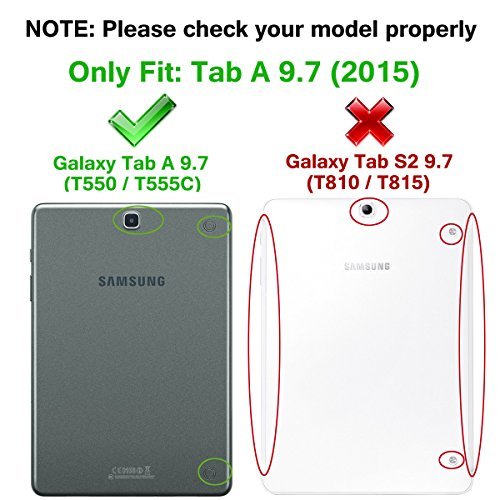 NOTE: Please check your model properly
Only Fit: Tab A 9.7 (2015)
Galaxy Tab A 9.7
(T550 / T555C)
Galaxy Tab S2 9.7
(T810 / T815)
SAMSUNG
SAMSUNG